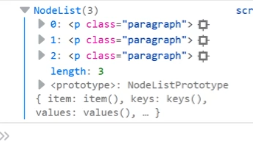 ▼ NodeList(3) scr
▶ 0: <p class="paragraph">
▶ 1: <p class="paragraph">
▶ 2: <p class="paragraph">
length: 3
▶ <prototype>: NodeListPrototype
{ item: item(), keys: keys(),
values: values(), … }
>>